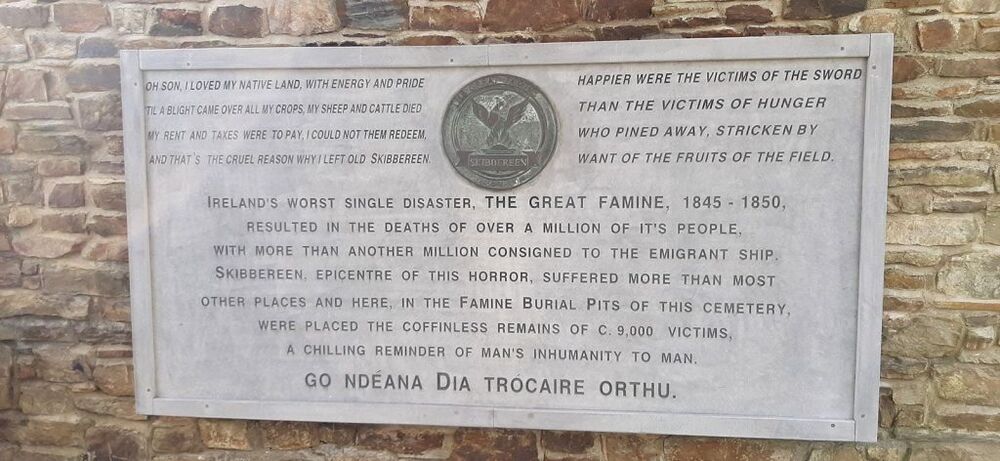 OH SON, I LOVED MY NATIVE LAND, WITH ENERGY AND PRIDE
'TIL A BLIGHT CAME OVER ALL MY CROPS, MY SHEEP AND CATTLE DIED
MY RENT AND TAXES WERE TO PAY, I COULD NOT THEM REDEEM,
AND THAT'S THE CRUEL REASON WHY I LEFT OLD SKIBBEREEN.
SKIBBEREEN
HAPPIER WERE THE VICTIMS OF THE SWORD
THAN THE VICTIMS OF HUNGER
WHO PINED AWAY, STRICKEN BY
WANT OF THE FRUITS OF THE FIELD.
IRELAND'S WORST SINGLE DISASTER, THE GREAT FAMINE, 1845 - 1850,
RESULTED IN THE DEATHS OF OVER A MILLION OF IT'S PEOPLE,
WITH MORE THAN ANOTHER MILLION CONSIGNED TO THE EMIGRANT SHIP.
SKIBBEREEN. EPICENTRE OF THIS HORROR, SUFFERED MORE THAN MOST
OTHER PLACES AND HERE, IN THE FAMINE BURIAL PITS OF THIS CEMETERY,
WERE PLACED THE COFFINLESS REMAINS OF C. 9,000 VICTIMS,
A CHILLING REMINDER OF MAN'S INHUMANITY TO MAN.
GO NDÉANA DIA TRÓCAIRE ORTHU.